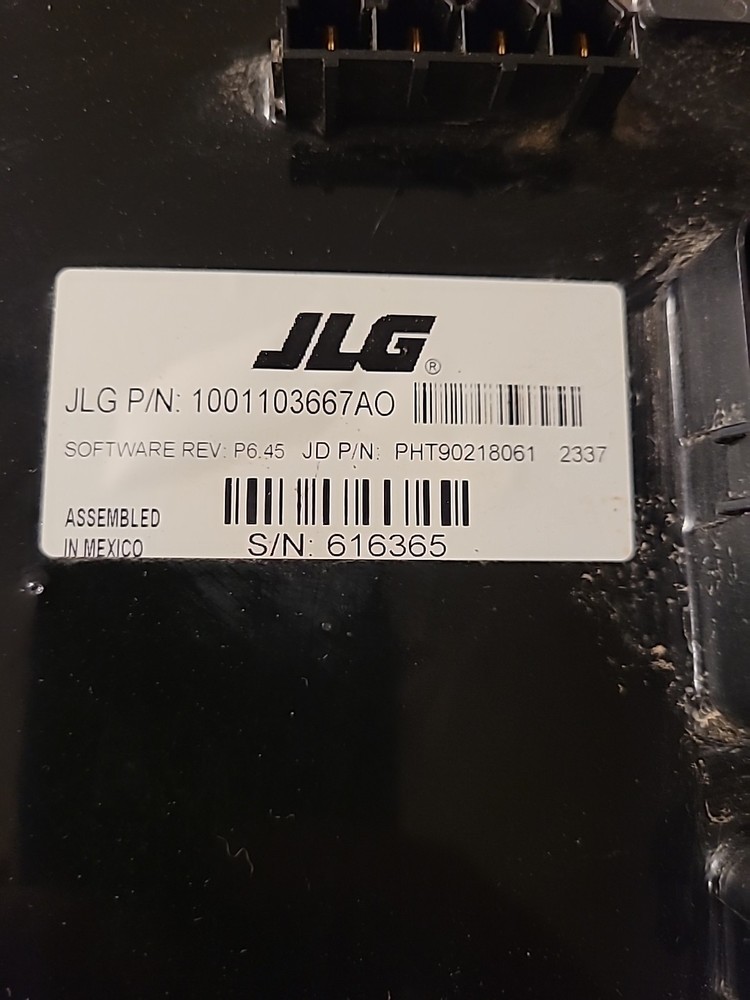 JLG®
JLG P/N: 1001103667AO
SOFTWARE REV: P6.45 JD P/N: PHT90218061 2337
ASSEMBLED
IN MEXICO S/N: 616365